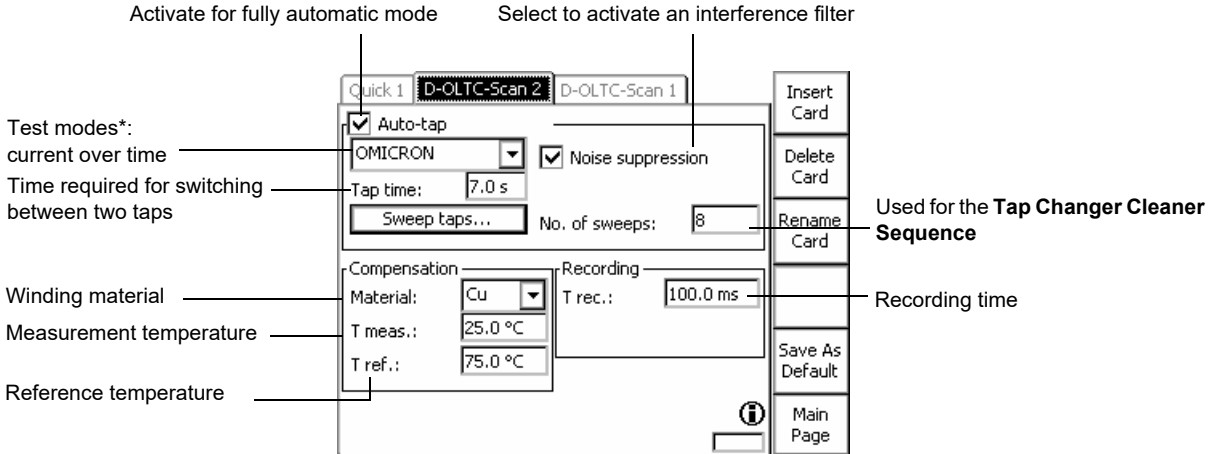 Activate for fully automatic mode
Select to activate an interference filter
Quick 1
D-OLTC-Scan 2
D-OLTC-Scan 1
Insert
Card
Auto-tap
Test modes*:
current over time
OMICRON
Noise suppression
Delete
Card
Time required for switching
between two taps
Tap time:
7.0 s
Sweep taps...
No. of sweeps:
8
Rename
Card
Used for the Tap Changer Cleaner
Sequence
Compensation
Recording
Winding material
Material:
Cu
T rec.:
100.0 ms
Recording time
Measurement temperature
T meas.:
25.0 °C
Reference temperature
T ref.:
75.0 °C
Save As
Default
Main
Page